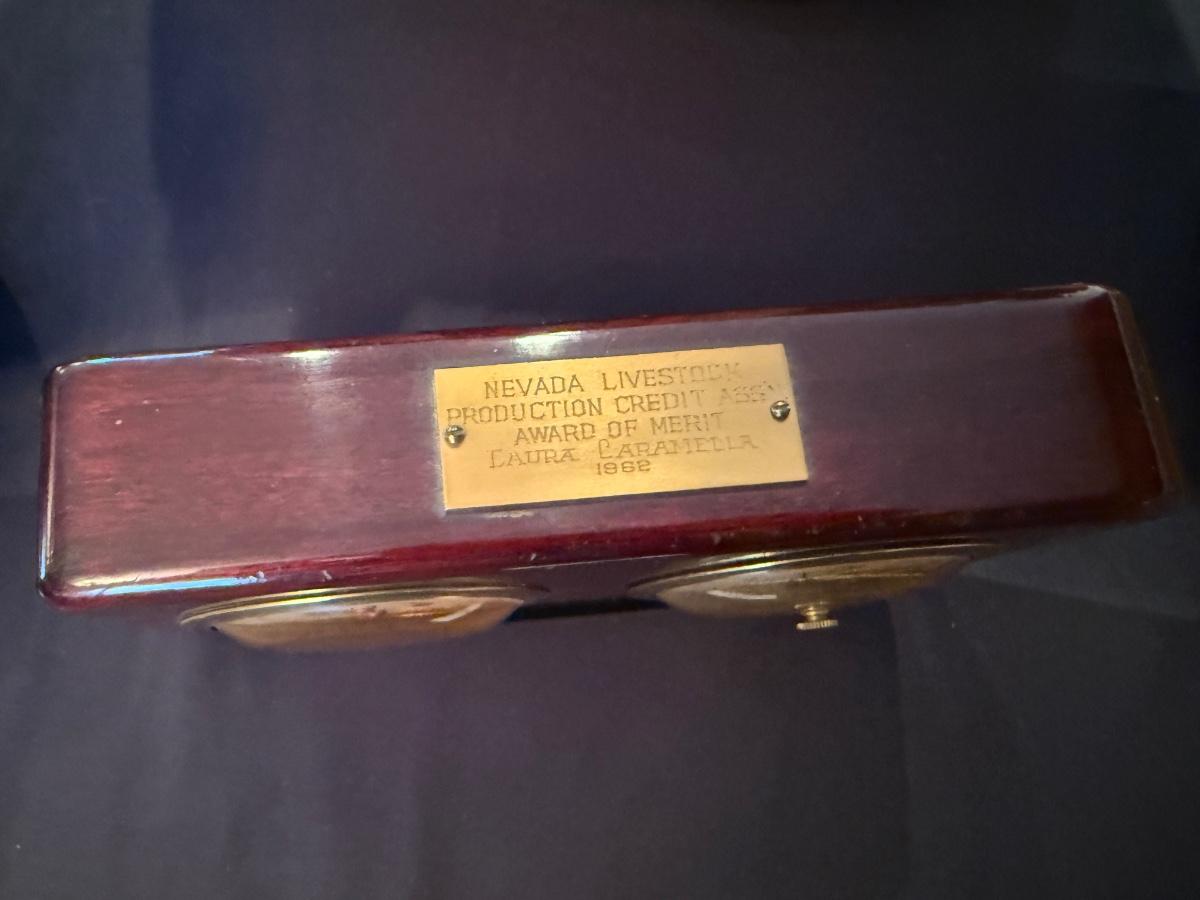 NEVADA LIVESTOCK
PRODUCTION CREDIT ASS'N
AWARD OF MERIT
LAURA CARAMELLA
1962